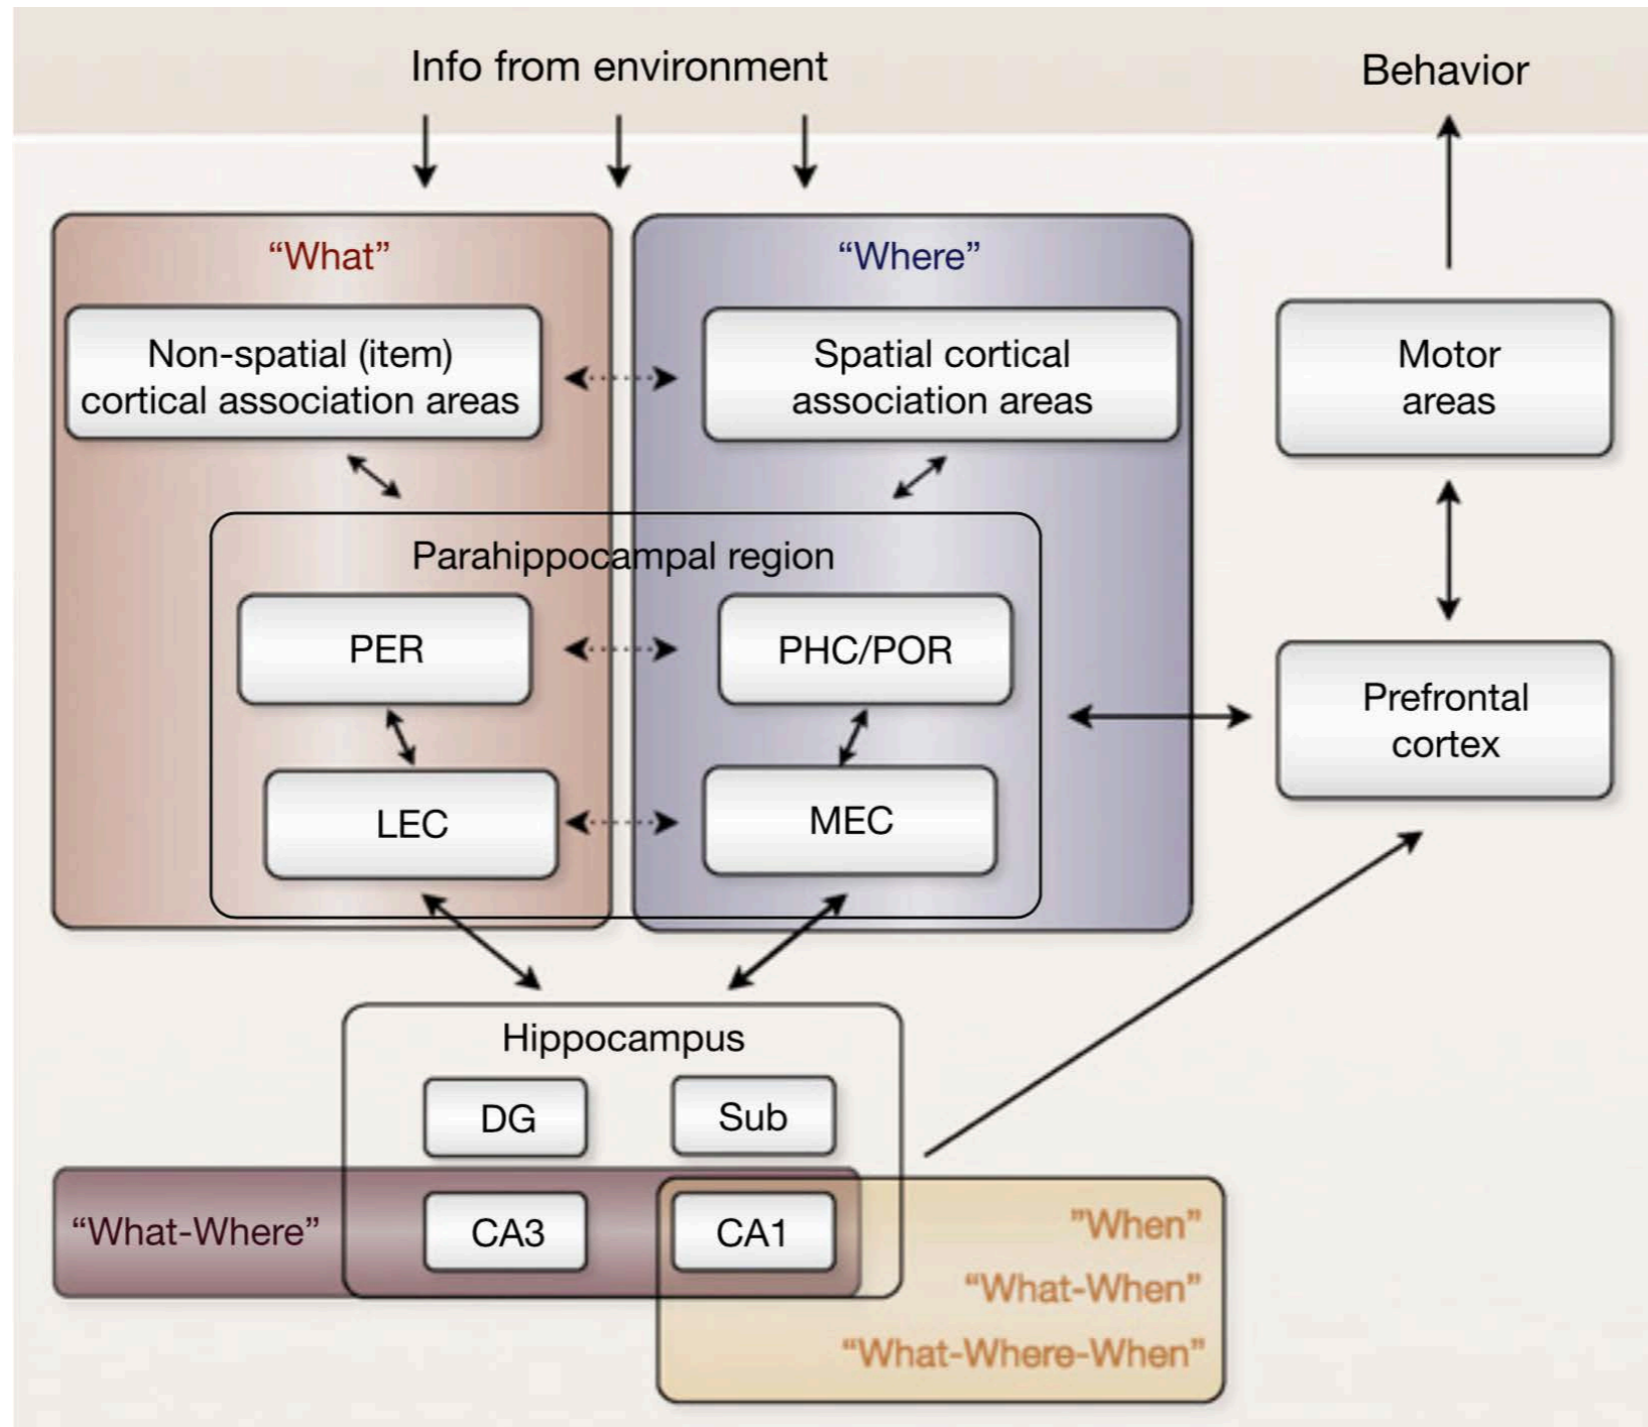 Info from environment
Behavior
“What”
“Where”
Non-spatial (item)
cortical association areas
Spatial cortical
association areas
Motor
areas
Parahippocampal region
PER
PHC/POR
Prefrontal
cortex
LEC
MEC
Hippocampus
DG
Sub
“What-Where”
CA3
CA1
”When”
“What-When”
“What-Where-When”